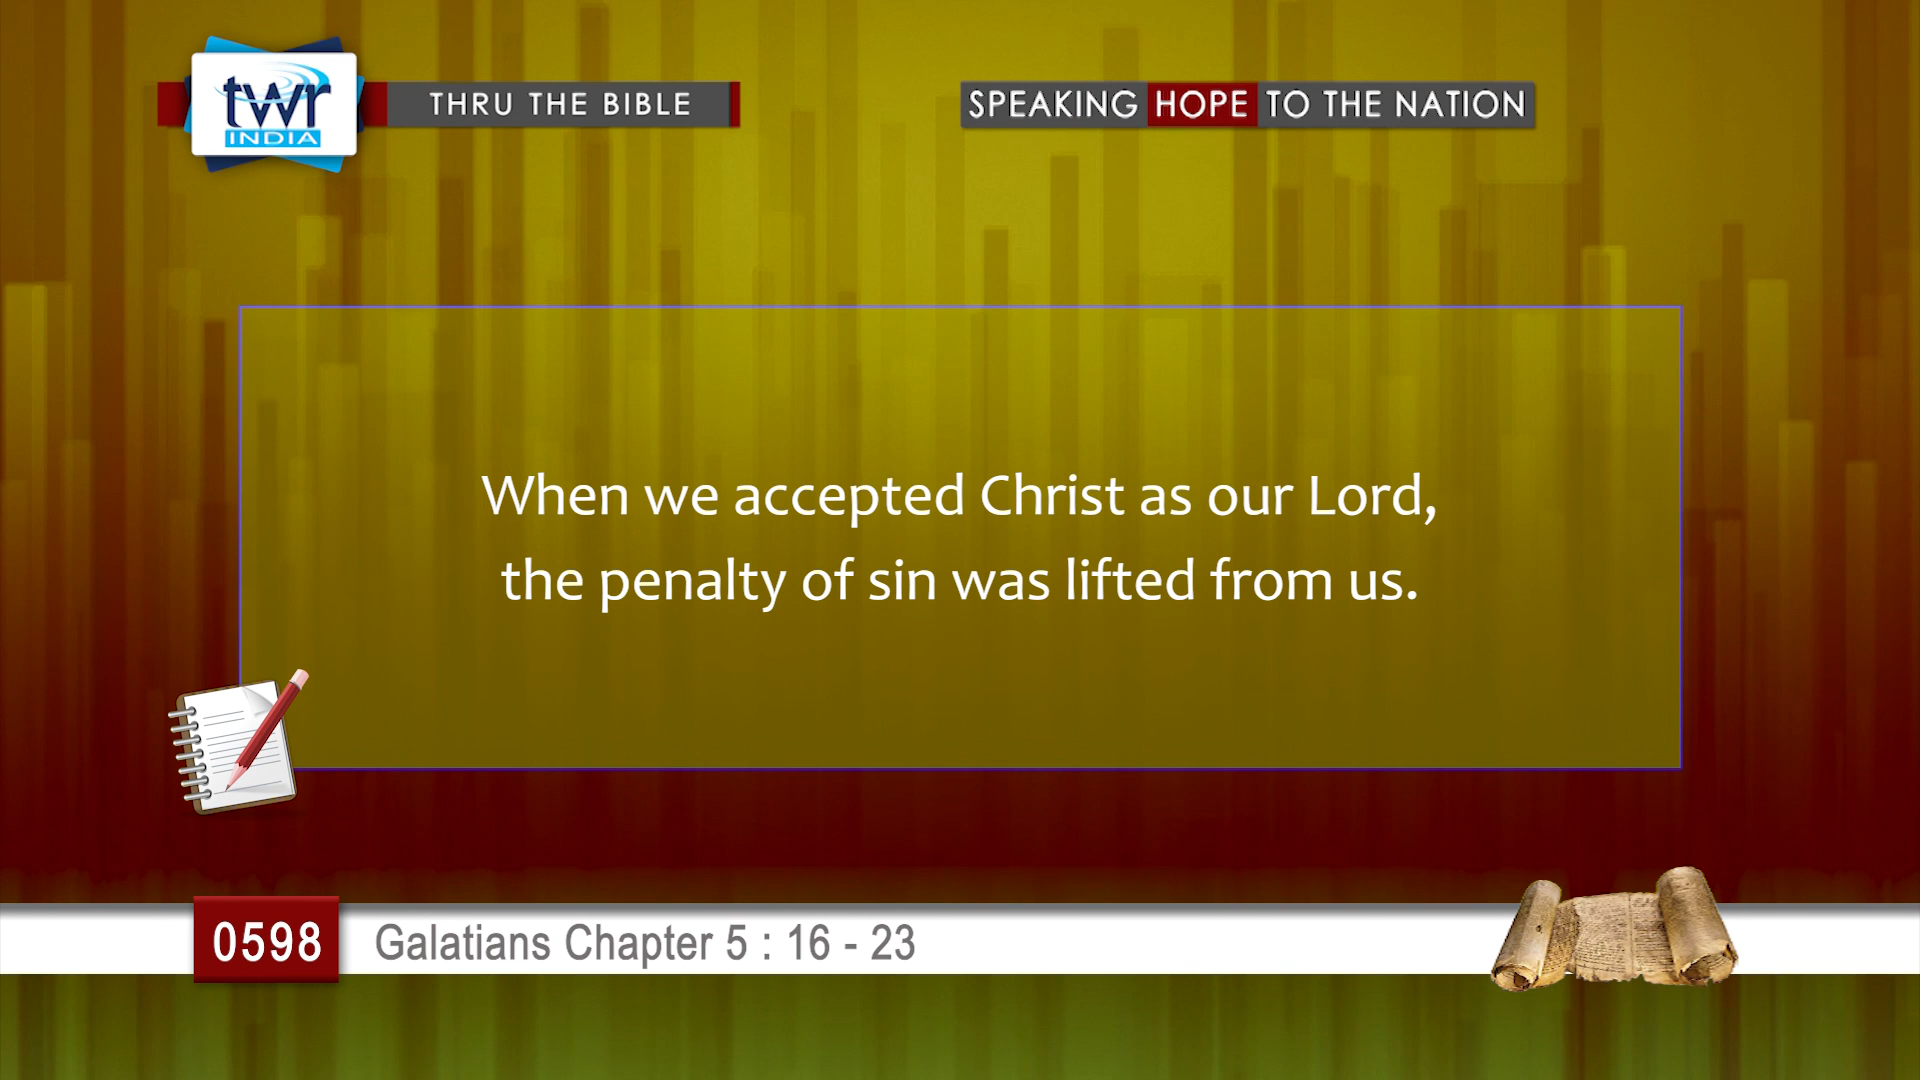 twr
INDIA
THRU THE BIBLE
SPEAKING HOPE TO THE NATION
When we accepted Christ as our Lord,
the penalty of sin was lifted from us.
0598
Galatians Chapter 5 : 16 - 23